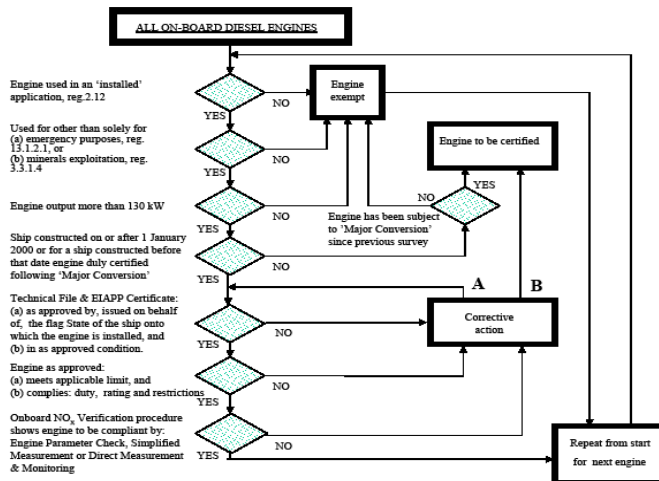 ALL ON-BOARD DIESEL ENGINES
Engine used in an ‘installed’
application, reg.2.12
NO
Engine
exempt
YES
Used for other than solely for
(a) emergency purposes, reg.
13.1.2.1, or
(b) minerals exploitation, reg.
3.3.1.4
NO
Engine to be certified
YES
Engine output more than 130 kW
NO
YES
NO
YES
Engine has been subject
to ’Major Conversion’
since previous survey
Ship constructed on or after 1 January
2000 or for a ship constructed before
that date engine duly certified
following ‘Major Conversion’
NO
YES
A
B
Technical File & EIAPP Certificate:
(a) as approved by, issued on behalf
of, the flag State of the ship onto
which the engine is installed, and
(b) in as approved condition.
NO
Corrective
action
YES
Engine as approved:
(a) meets applicable limit, and
(b) complies: duty, rating and restrictions
NO
YES
Onboard NOx Verification procedure
shows engine to be compliant by:
Engine Parameter Check, Simplified
Measurement or Direct Measurement
& Monitoring
NO
YES
Repeat from start
for next engine